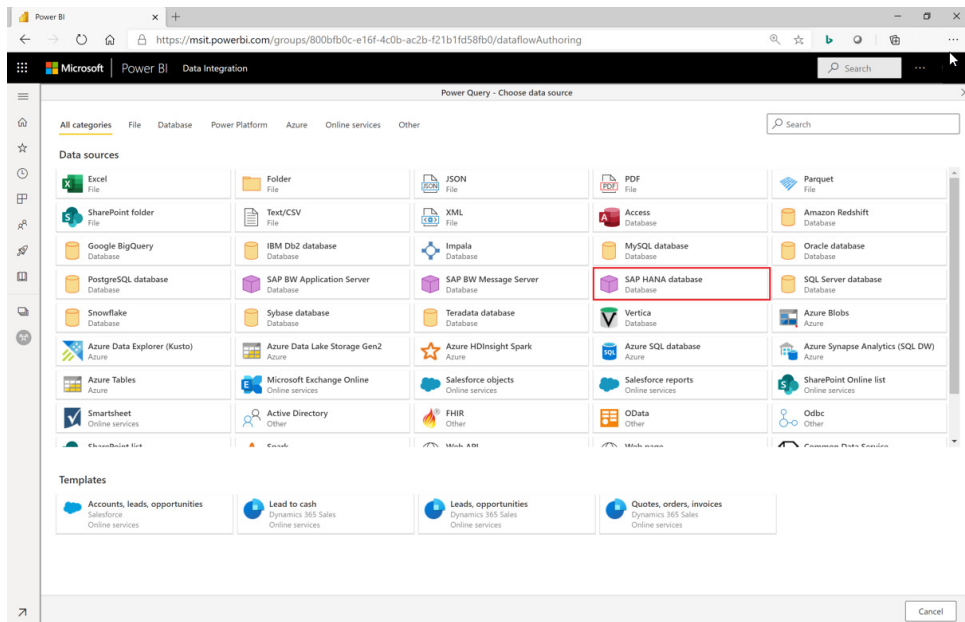 Power BI
https://msit.powerbi.com/groups/800bfb0c-e16f-4c0b-ac2b-f21b1fd58fb0/dataflowAuthoring
Microsoft Power BI Data Integration Search
Power Query - Choose data source
All categories File Database Power Platform Azure Online services Other Search
Data sources
Excel
File
Folder
File
JSON
File
PDF
File
Parquet
File
SharePoint folder
File
Text/CSV
File
XML
File
Access
Database
Amazon Redshift
Database
Google BigQuery
Database
IBM Db2 database
Database
Impala
Database
MySQL database
Database
Oracle database
Database
PostgreSQL database
Database
SAP BW Application Server
Database
SAP BW Message Server
Database
SAP HANA database
Database
SQL Server database
Database
Snowflake
Database
Sybase database
Database
Teradata database
Database
Vertica
Database
Azure Blobs
Azure
Azure Data Explorer (Kusto)
Azure
Azure Data Lake Storage Gen2
Azure
Azure HDInsight Spark
Azure
Azure SQL database
Azure
Azure Synapse Analytics (SQL DW)
Azure
Azure Tables
Azure
Microsoft Exchange Online
Online services
Salesforce objects
Online services
Salesforce reports
Online services
SharePoint Online list
Online services
Smartsheet
Online services
Active Directory
Other
FHIR
Other
OData
Other
Odbc
Other
SharePoint list
Spark
Web API
Web page
Common Data Service
Templates
Accounts, leads, opportunities
Salesforce
Online services
Lead to cash
Dynamics 365 Sales
Online services
Leads, opportunities
Dynamics 365 Sales
Online services
Quotes, orders, invoices
Dynamics 365 Sales
Online services
Cancel